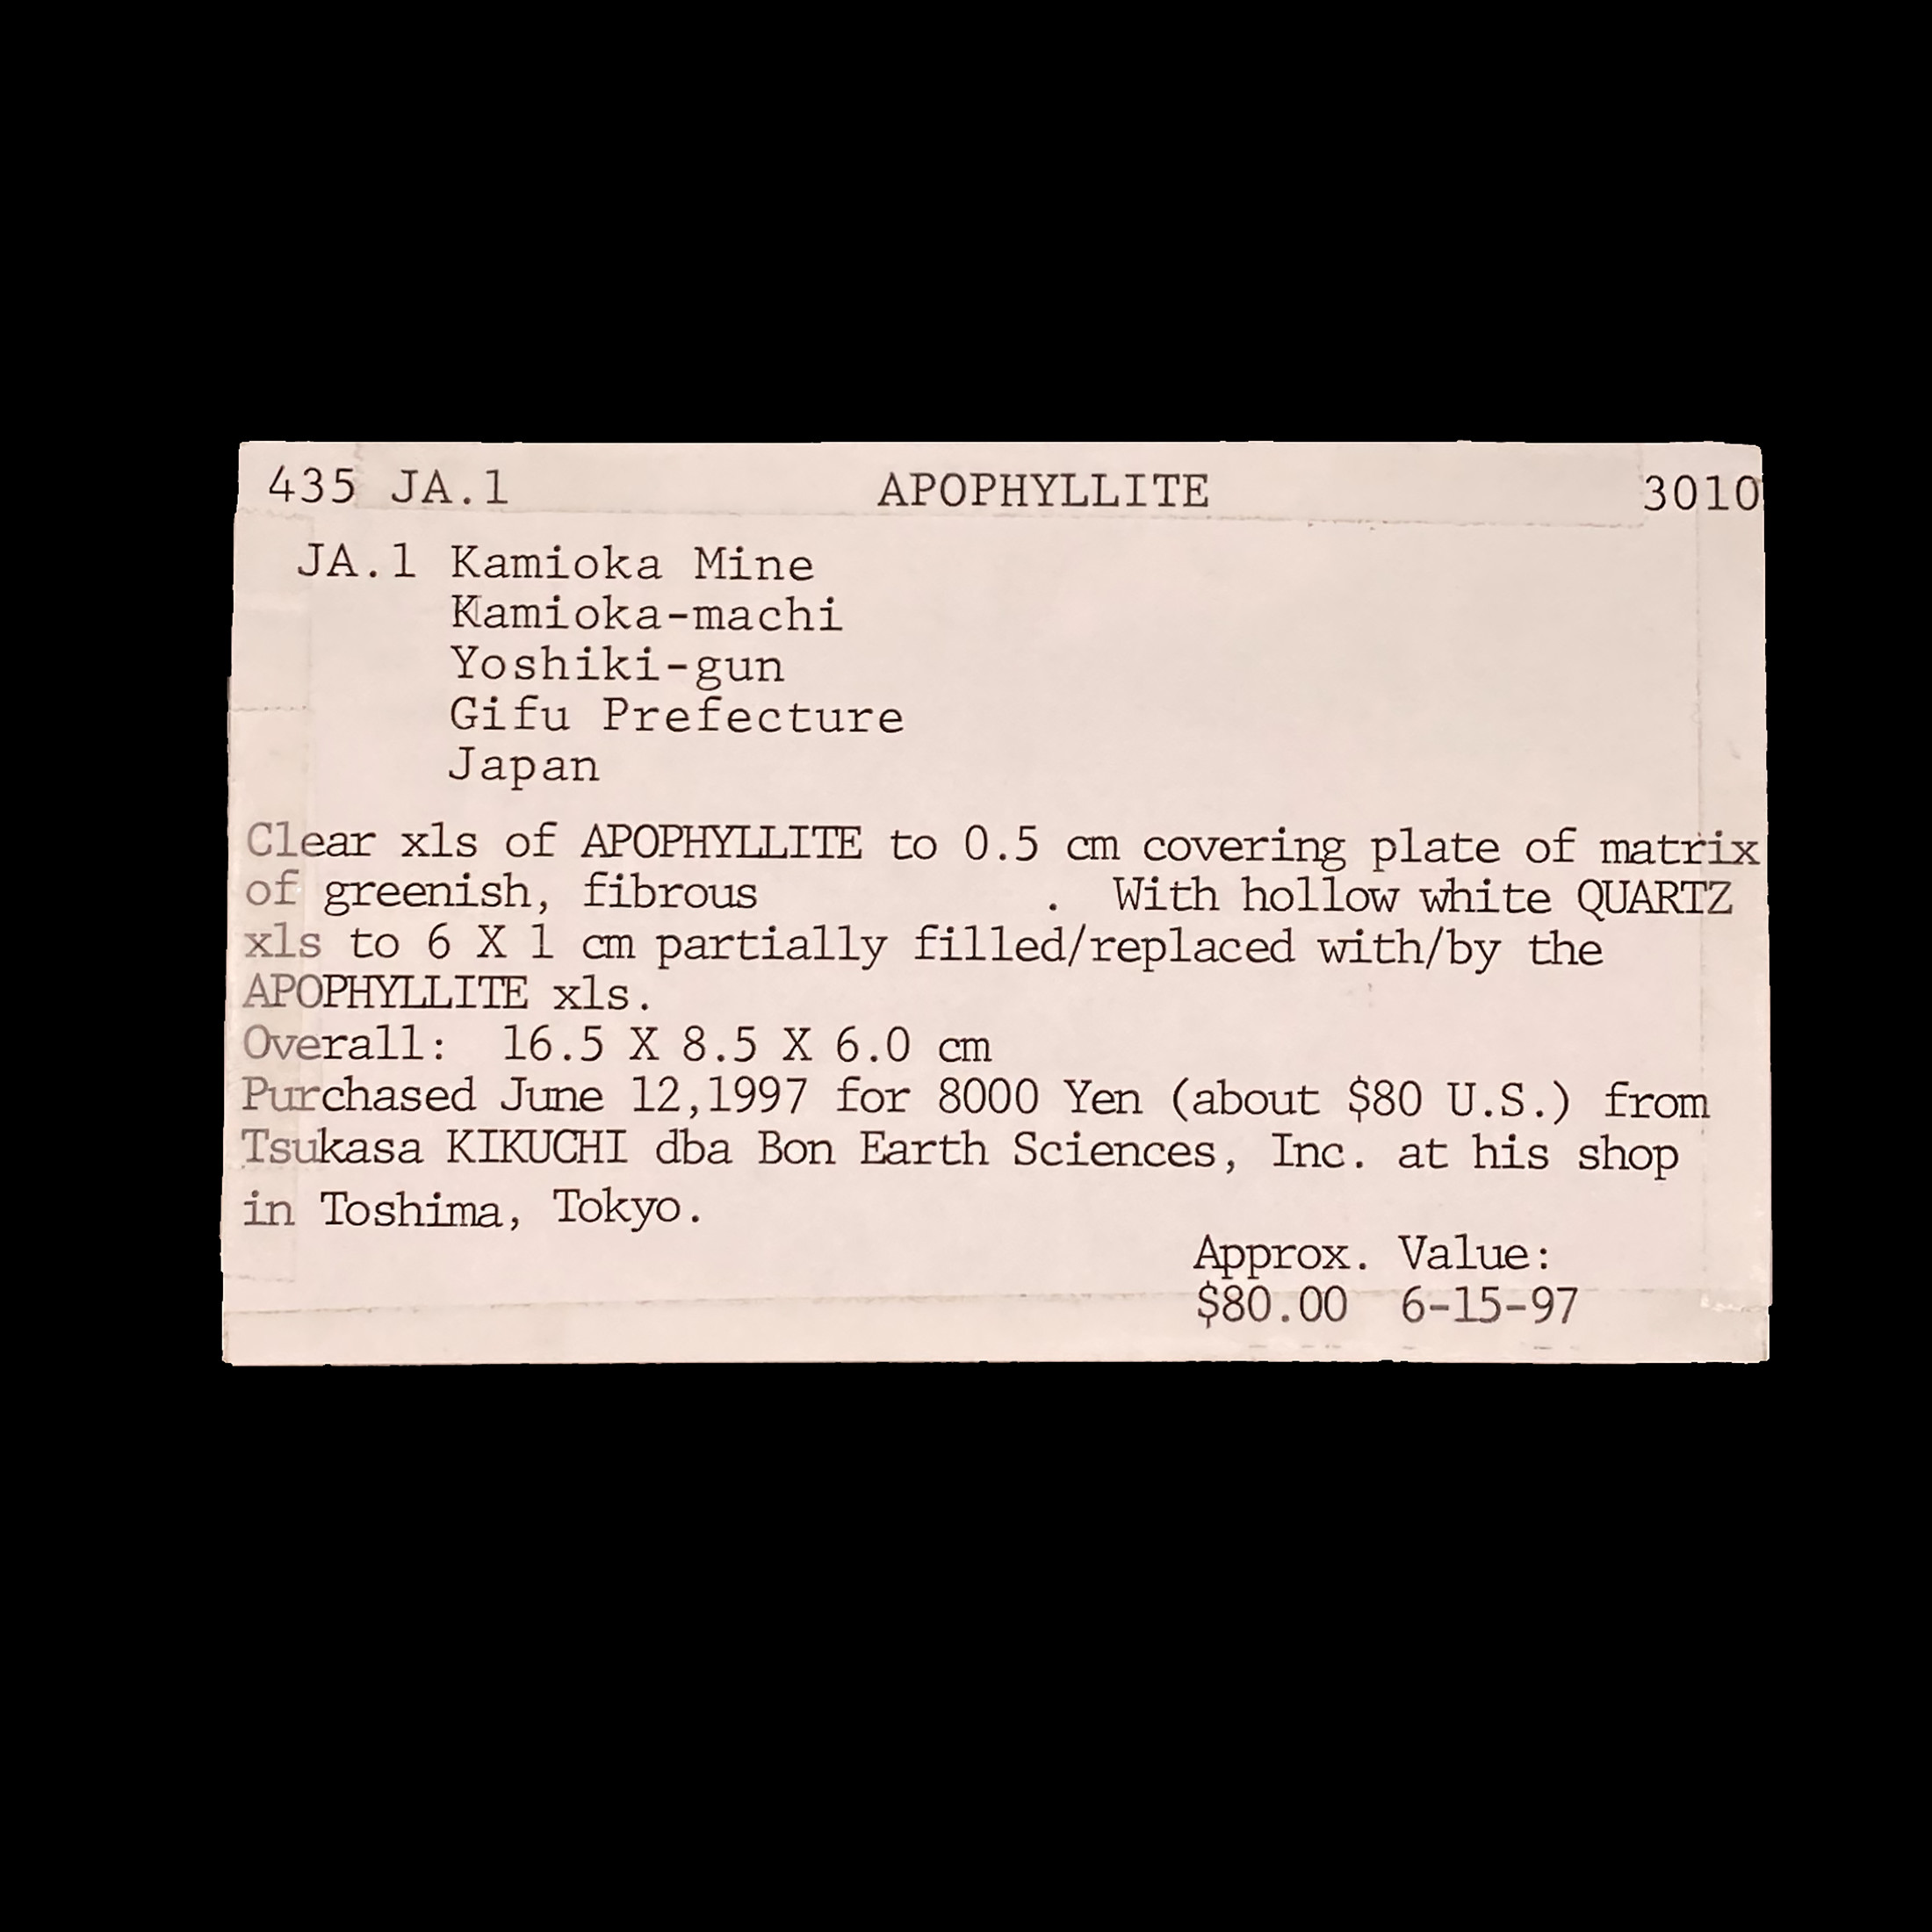 435 JA.1 APOPHYLLITE 3010
JA.1 Kamioka Mine
Kamioka-machi
Yoshiki-gun
Gifu Prefecture
Japan
Clear xls of APOPHYLLITE to 0.5 cm covering plate of matrix
of greenish, fibrous . With hollow white QUARTZ
xls to 6 X 1 cm partially filled/replaced with/by the
APOPHYLLITE xls.
Overall: 16.5 X 8.5 X 6.0 cm
Purchased June 12,1997 for 8000 Yen (about $80 U.S.) from
Tsukasa KIKUCHI dba Bon Earth Sciences, Inc. at his shop
in Toshima, Tokyo.
Approx. Value:
$80.00 6-15-97